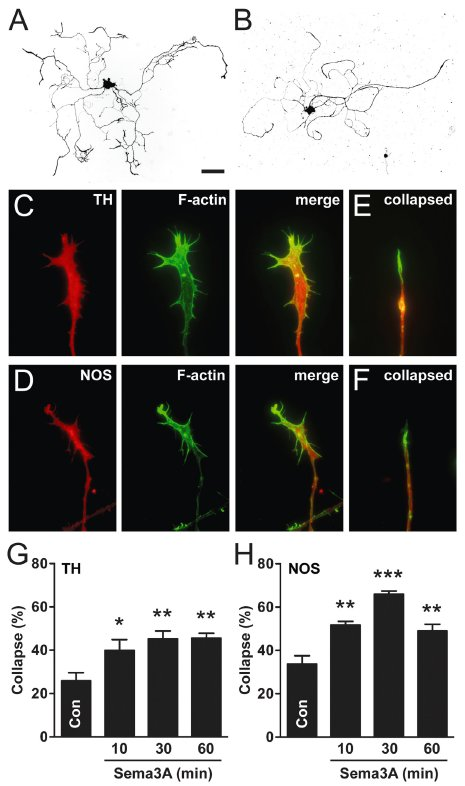 A
B
C TH F-actin merge E collapsed
D NOS F-actin merge F collapsed
G TH
80
60
40
20
0
Collapse (%)
Con
*
**
**
10 30 60
Sema3A (min)
H NOS
80
60
40
20
0
Collapse (%)
Con
**
***
**
10 30 60
Sema3A (min)